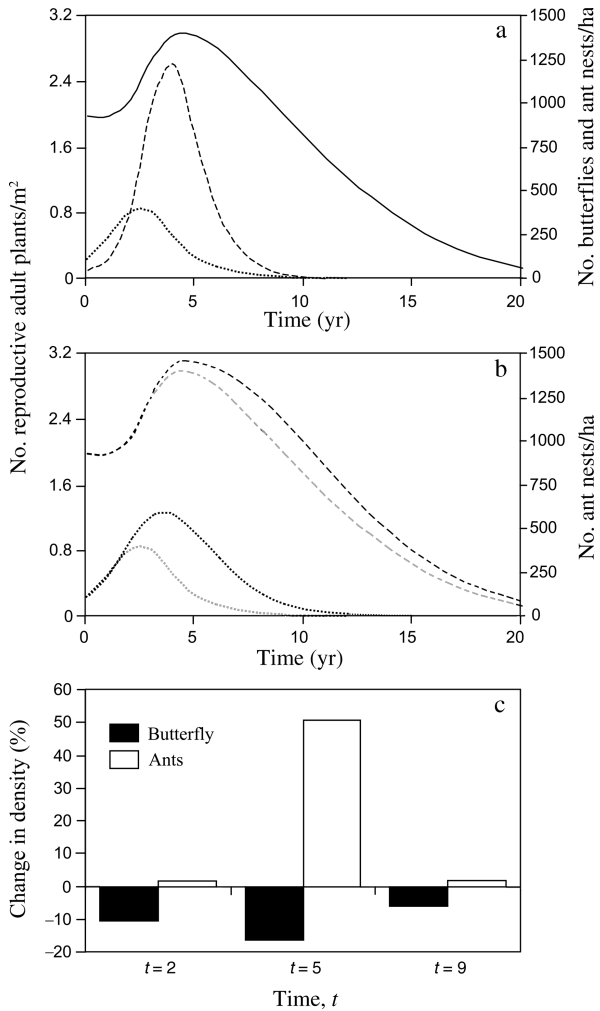 a
3.2
2.4
1.6
0.8
0
1500
1250
1000
750
500
250
0
0
5
10
15
20
Time (yr)
No. reproductive adult plants/m²
No. butterflies and ant nests/ha
b
3.2
2.4
1.6
0.8
0
1500
1250
1000
750
500
250
0
0
5
10
15
20
Time (yr)
No. ant nests/ha
c
60
50
40
30
20
10
0
–10
–20
Change in density (%)
Butterfly
Ants
t = 2
t = 5
t = 9
Time, t